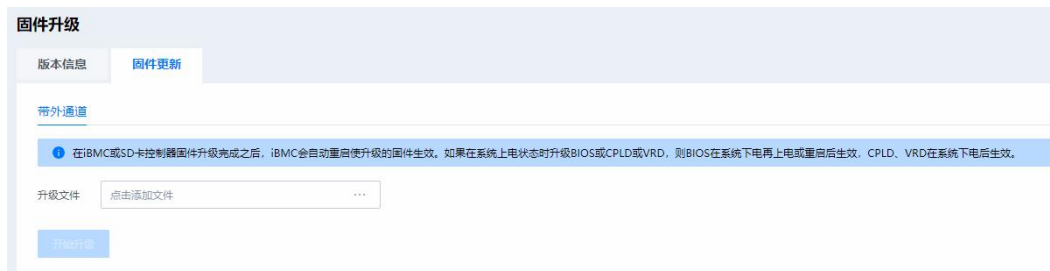 固件升级
版本信息 固件更新
带外通道
在iBMC或SD卡控制器固件升级完成之后，iBMC会自动重启使升级的固件生效。如果在系统上电状态时升级BIOS或CPLD或VRD，则BIOS在系统下电再上电或重启后生效，CPLD、VRD在系统下电后生效。
升级文件 点击添加文件 ...
开始升级